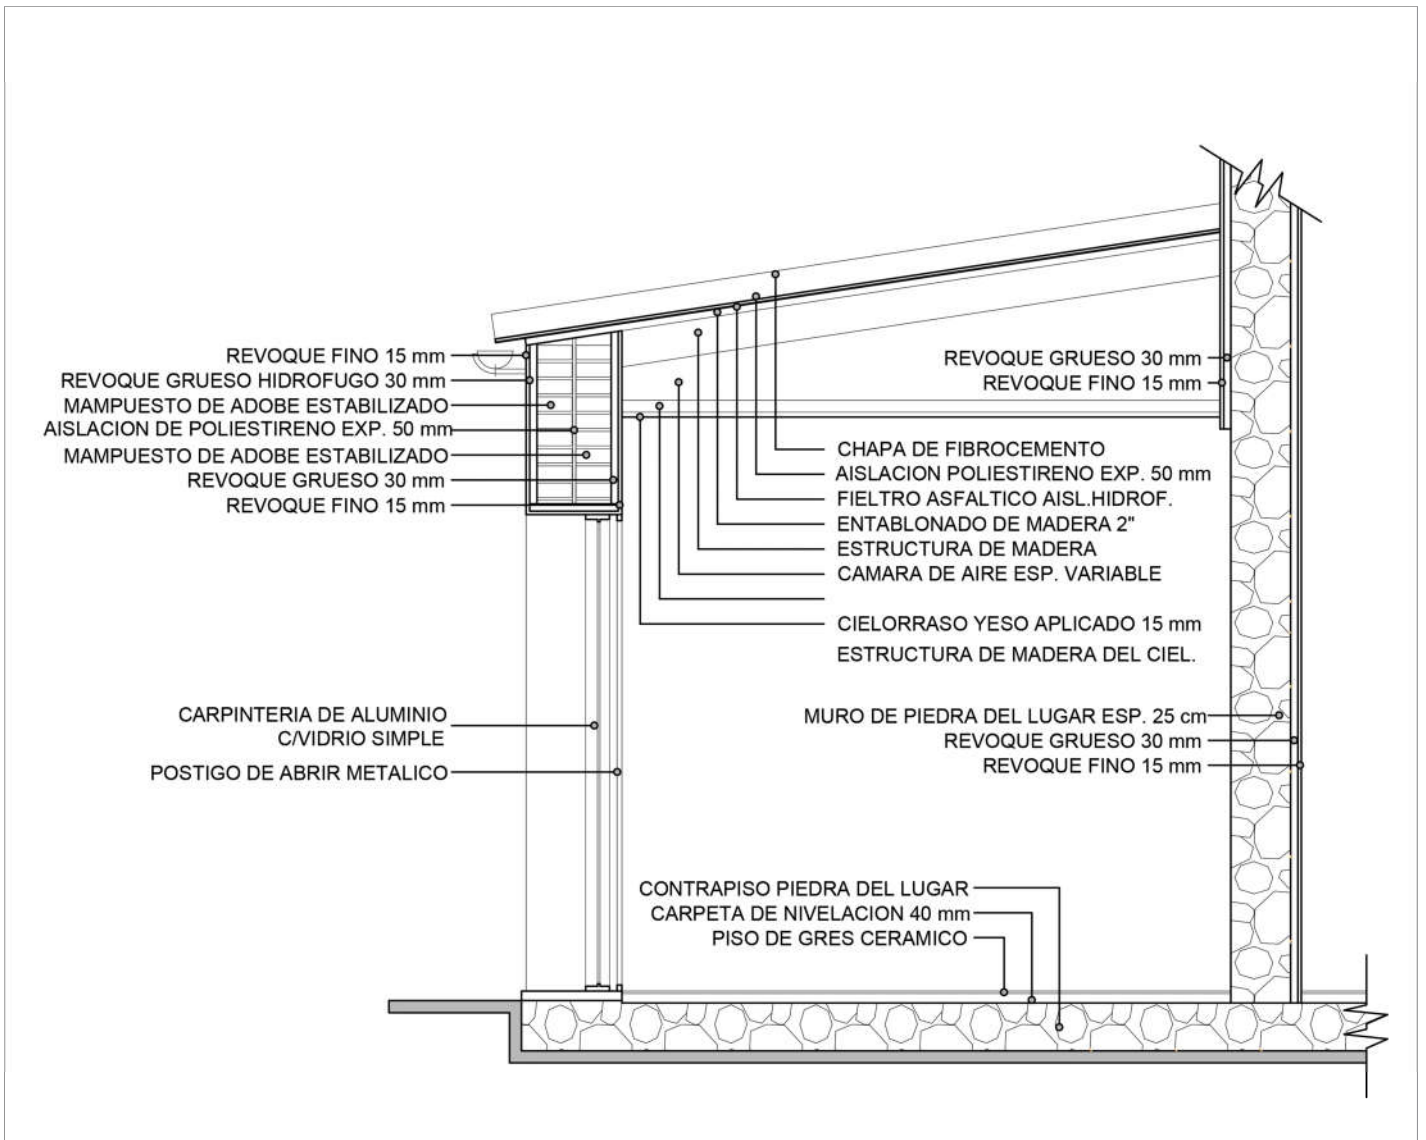 REVOQUE FINO 15 mm
REVOQUE GRUESO HIDROFUGO 30 mm
MAMPUESTO DE ADOBE ESTABILIZADO
AISLACION DE POLIESTIRENO EXP. 50 mm
MAMPUESTO DE ADOBE ESTABILIZADO
REVOQUE GRUESO 30 mm
REVOQUE FINO 15 mm
REVOQUE GRUESO 30 mm
REVOQUE FINO 15 mm
CHAPA DE FIBROCEMENTO
AISLACION POLIESTIRENO EXP. 50 mm
FIELTRO ASFALTICO AISL.HIDROF.
ENTABLONADO DE MADERA 2"
ESTRUCTURA DE MADERA
CAMARA DE AIRE ESP. VARIABLE
CIELORRASO YESO APLICADO 15 mm
ESTRUCTURA DE MADERA DEL CIEL.
CARPINTERIA DE ALUMINIO
C/VIDRIO SIMPLE
POSTIGO DE ABRIR METALICO
MURO DE PIEDRA DEL LUGAR ESP. 25 cm
REVOQUE GRUESO 30 mm
REVOQUE FINO 15 mm
CONTRAPISO PIEDRA DEL LUGAR
CARPETA DE NIVELACION 40 mm
PISO DE GRES CERAMICO